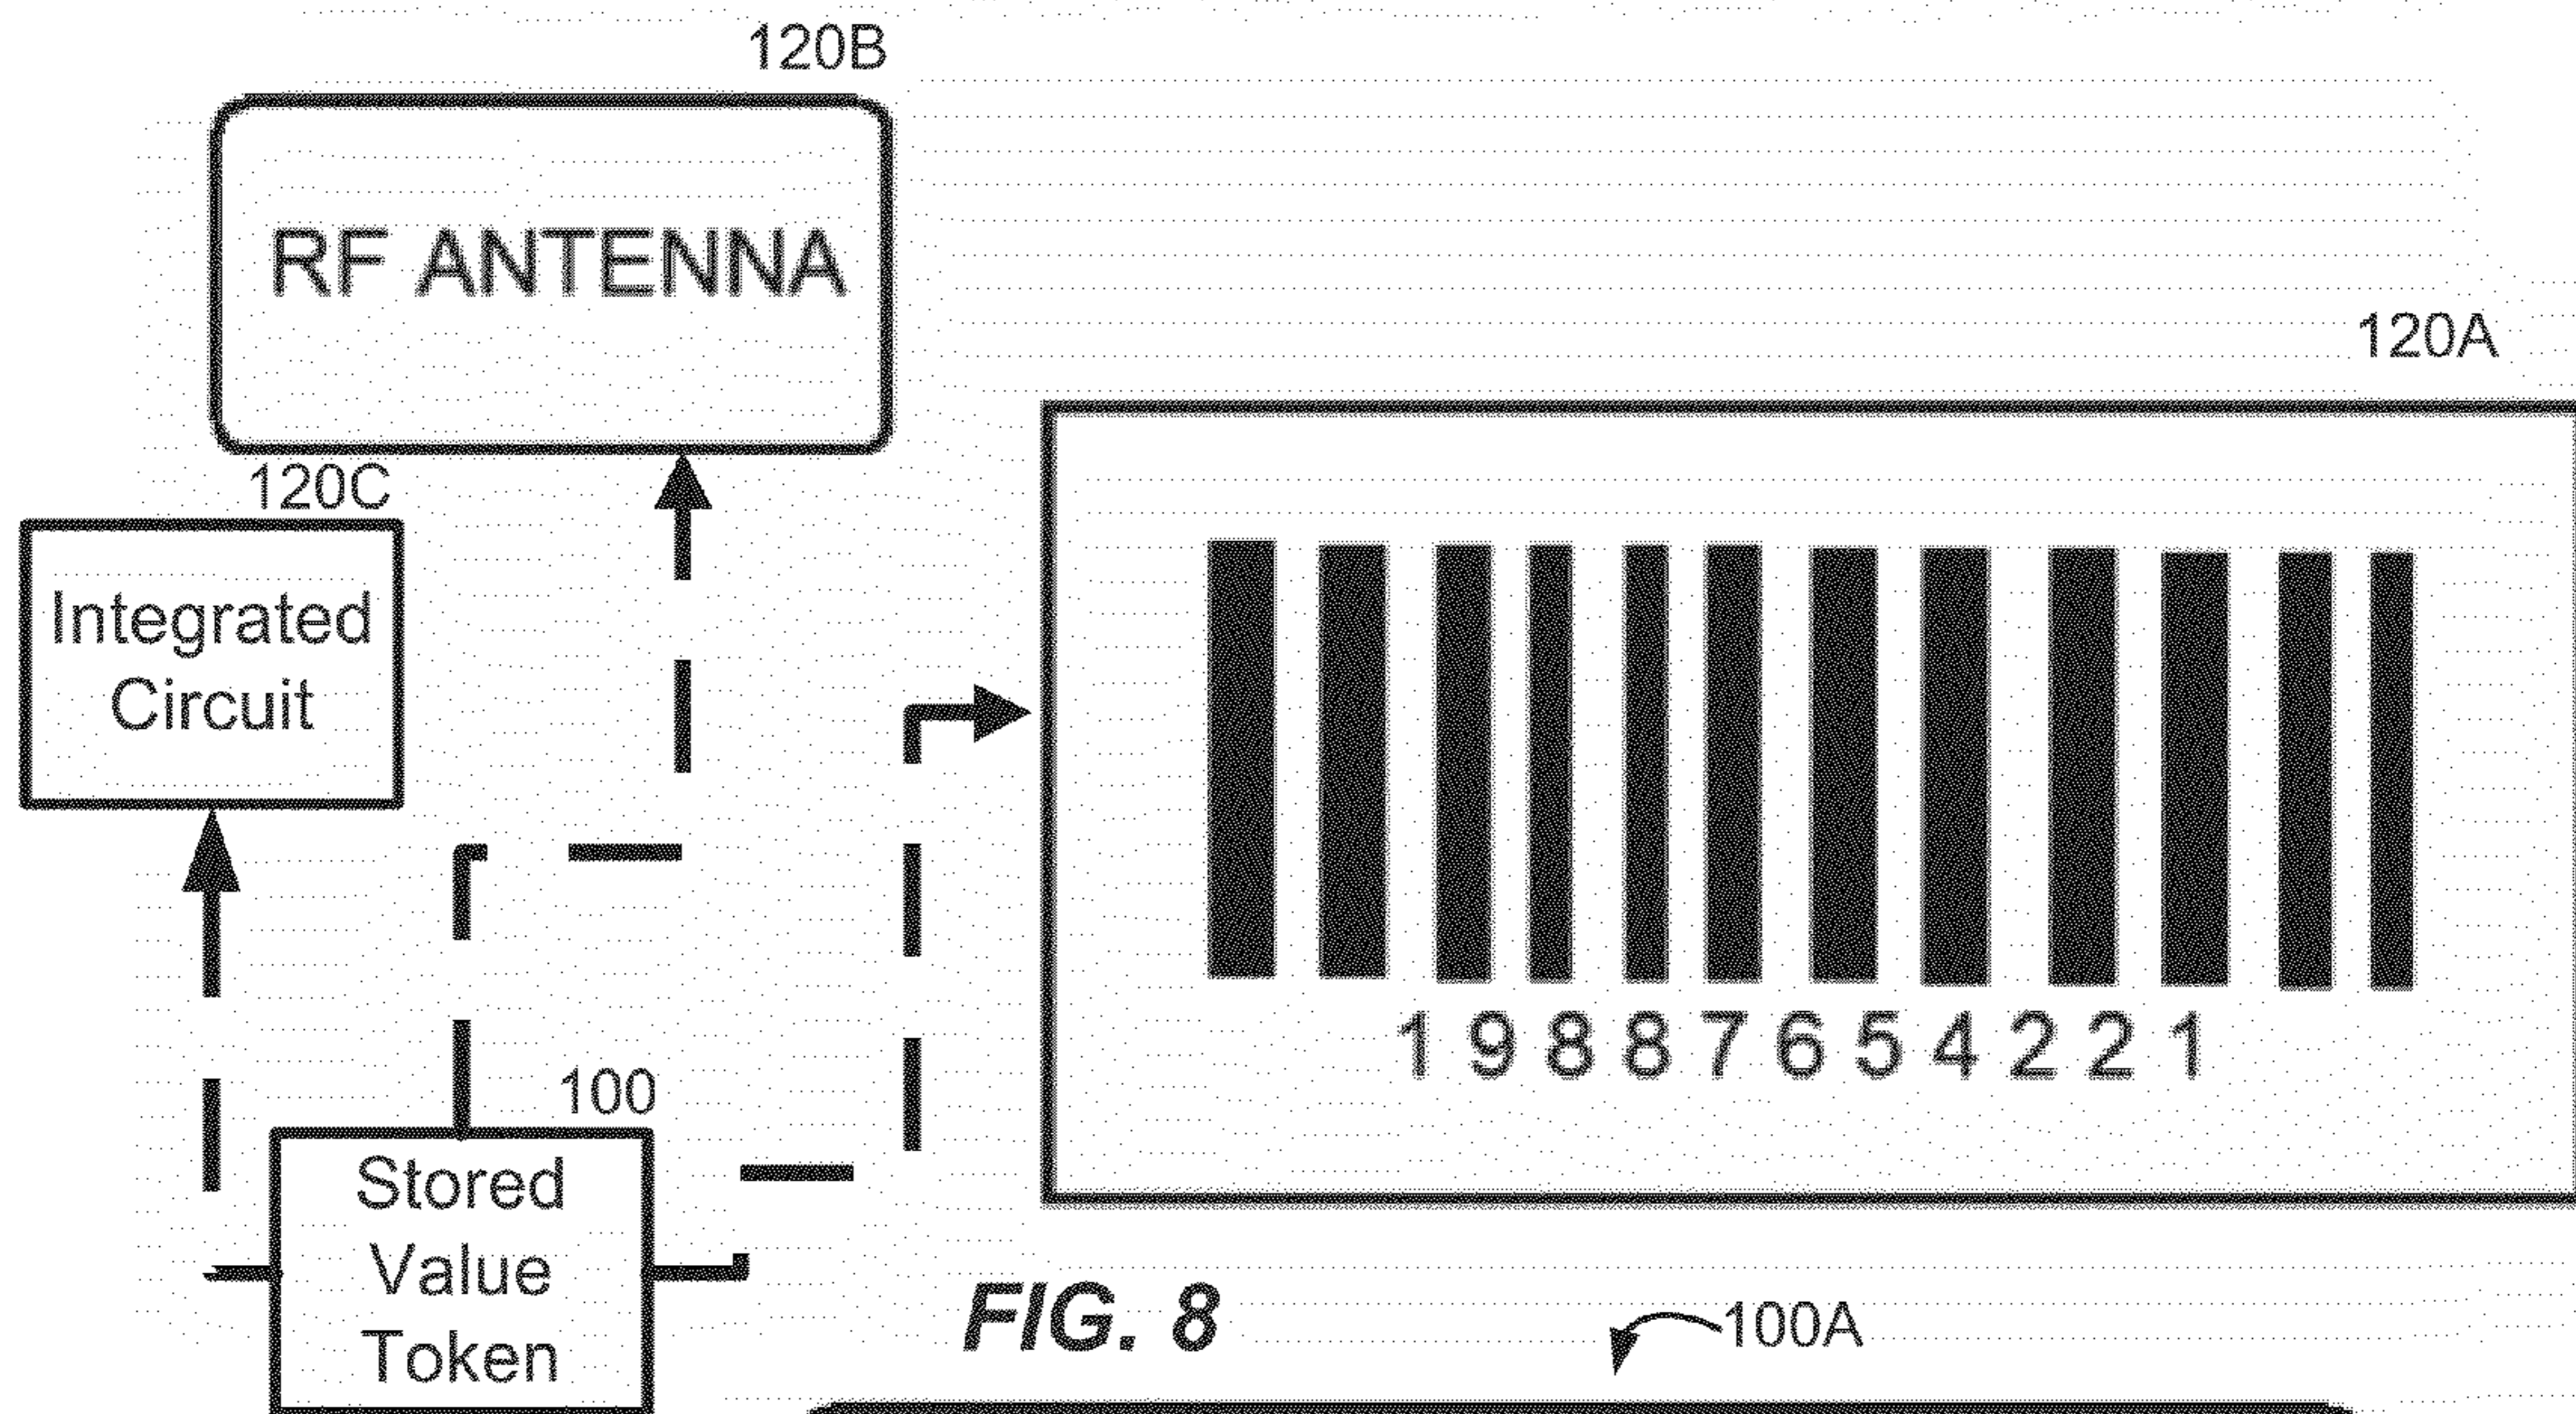 120B
RF ANTENNA
120A
120C
Integrated
Circuit
1 9 8 8 7 6 5 4 2 2 1
100
Stored
Value
Token
FIG. 8
100A